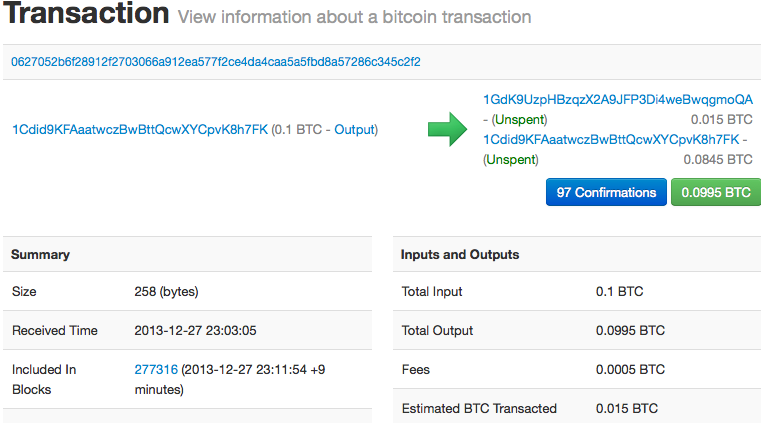 Transaction View information about a bitcoin transaction
0627052b6f28912f2703066a912ea577f2ce4da4caa5a5fbd8a57286c345c2f2
1Cdid9KFAaatwczBwBttQcwXYCpvK8h7FK (0.1 BTC - Output)
1GdK9UzpHBzqzX2A9JFP3Di4weBwqgmoQA
- (Unspent) 0.015 BTC
1Cdid9KFAaatwczBwBttQcwXYCpvK8h7FK -
(Unspent) 0.0845 BTC
97 Confirmations 0.0995 BTC
Summary
Size 258 (bytes)
Received Time 2013-12-27 23:03:05
Included In Blocks 277316 (2013-12-27 23:11:54 +9 minutes)
Inputs and Outputs
Total Input 0.1 BTC
Total Output 0.0995 BTC
Fees 0.0005 BTC
Estimated BTC Transacted 0.015 BTC